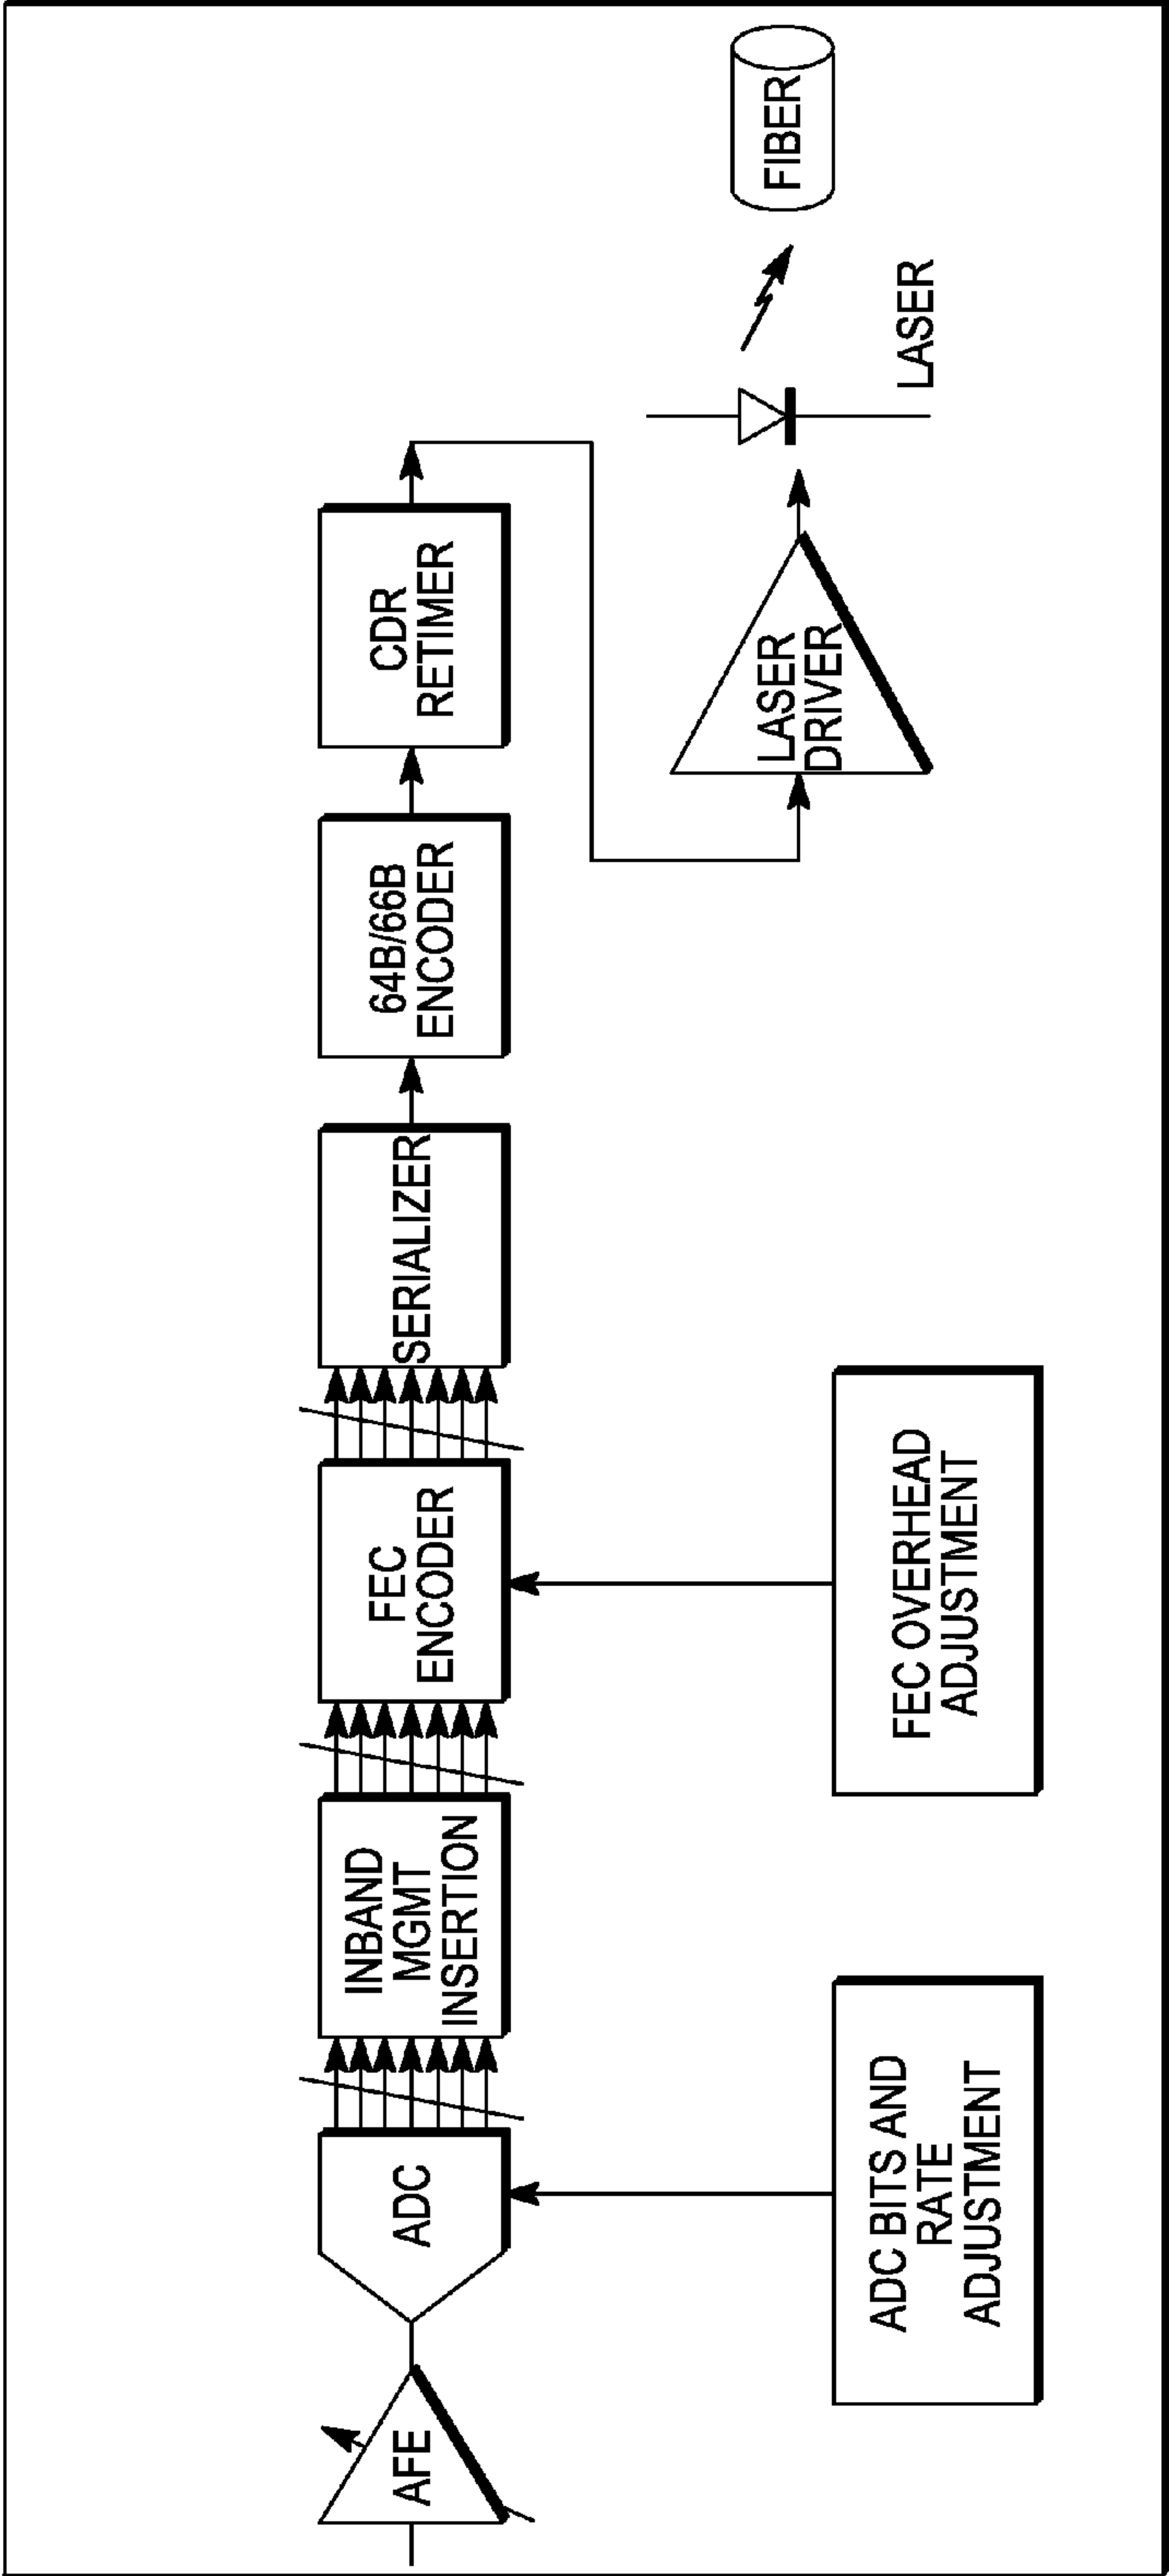 AFE
ADC
INBAND
MGMT
INSERTION
FEC
ENCODER
SERIALIZER
64B/66B
ENCODER
CDR
RETIMER
ADC BITS AND
RATE
ADJUSTMENT
FEC OVERHEAD
ADJUSTMENT
LASER
DRIVER
LASER
FIBER